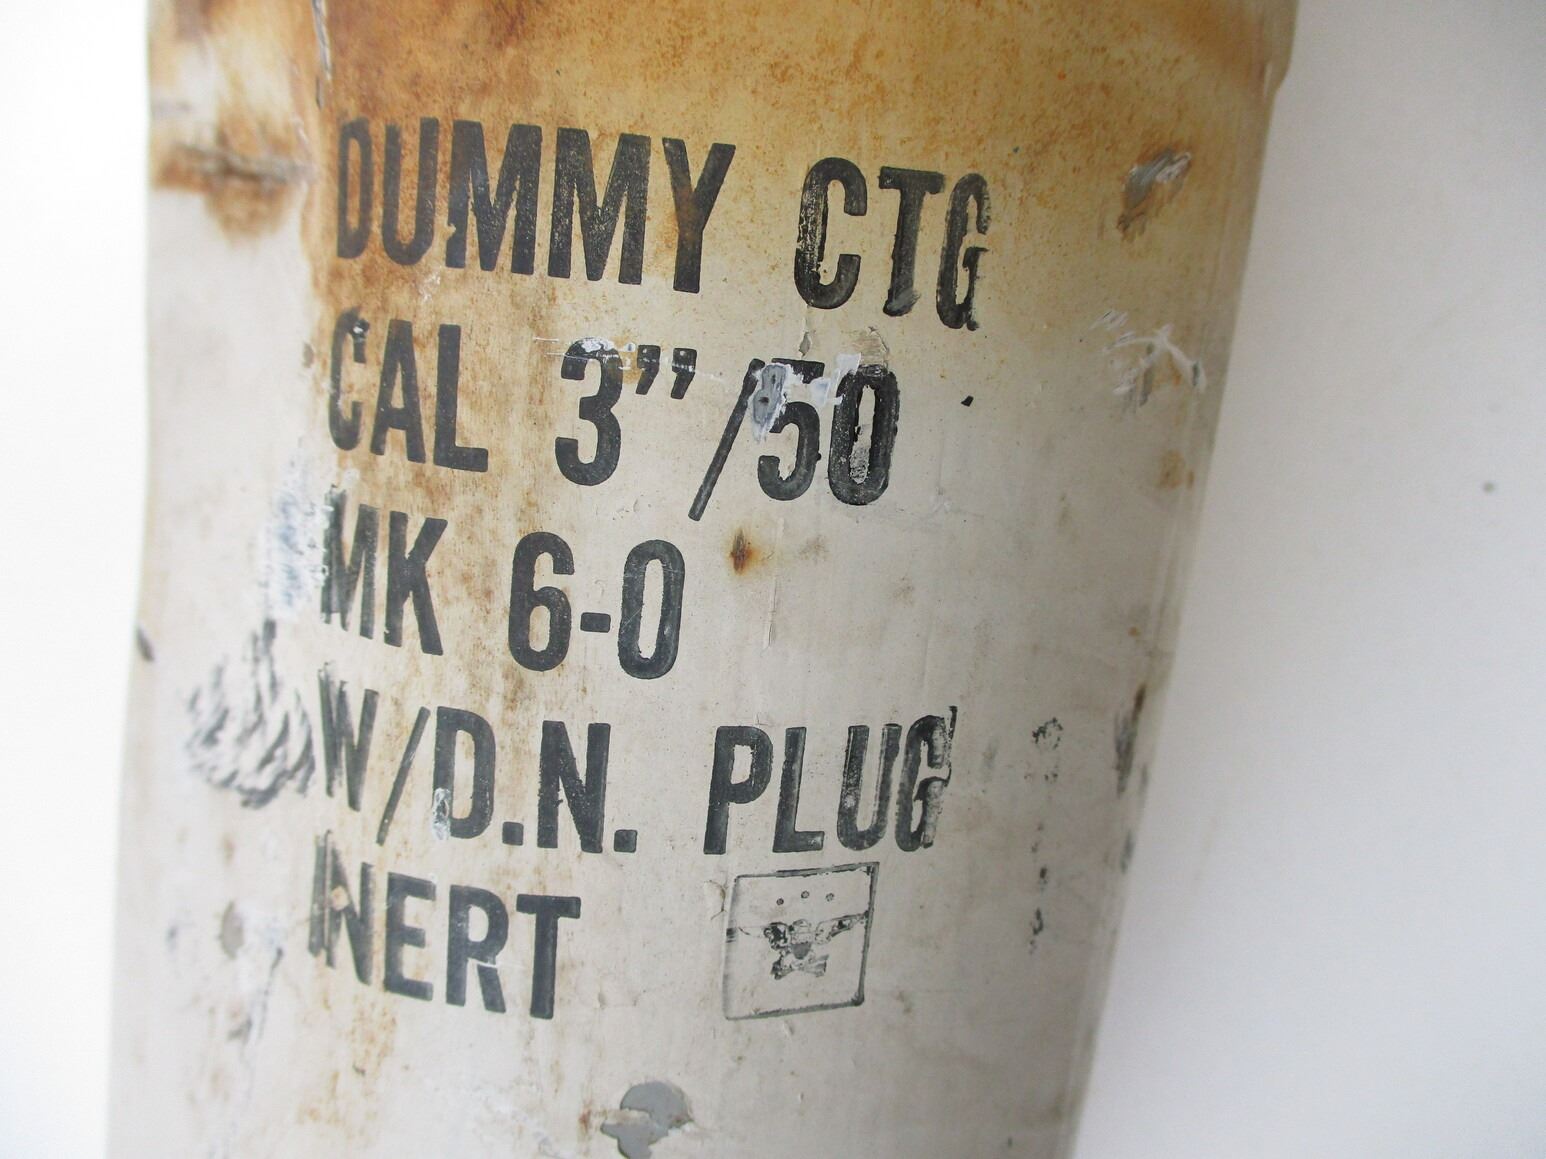 DUMMY CTG
CAL 3”/50
MK 6-0
W/D.N. PLUG
INERT